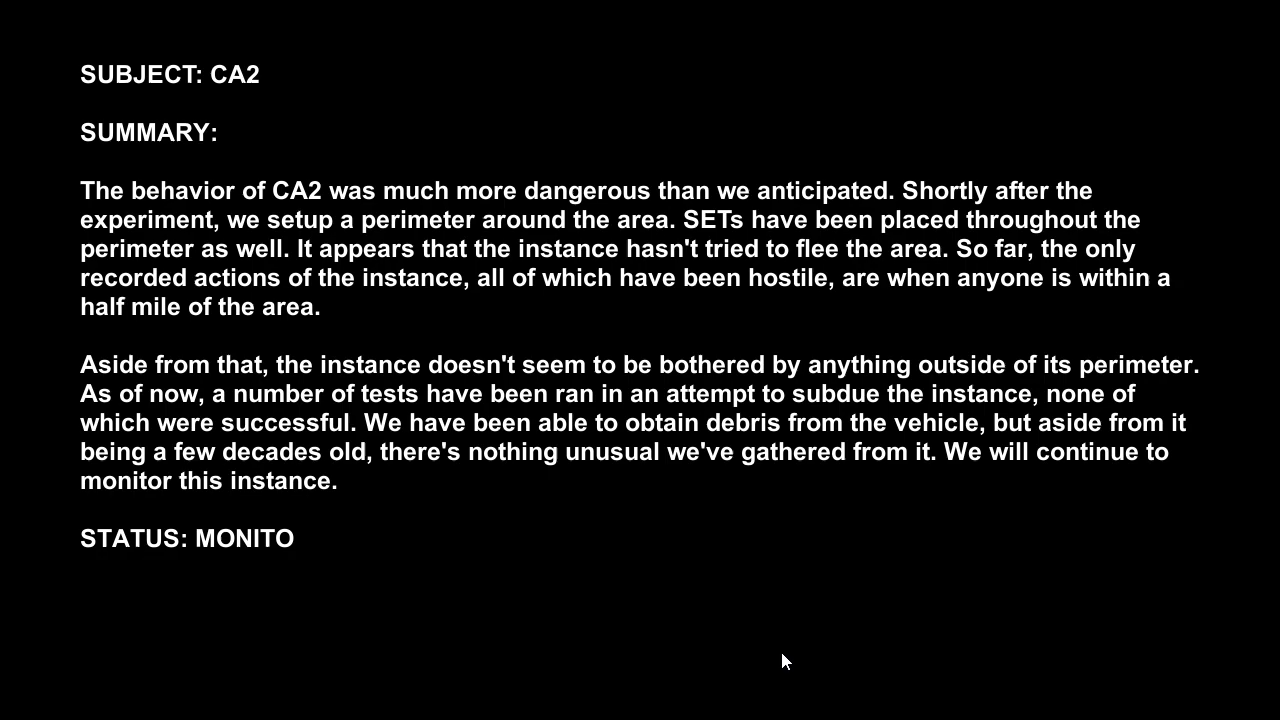 SUBJECT: CA2
SUMMARY:
The behavior of CA2 was much more dangerous than we anticipated. Shortly after the
experiment, we setup a perimeter around the area. SETs have been placed throughout the
perimeter as well. It appears that the instance hasn't tried to flee the area. So far, the only
recorded actions of the instance, all of which have been hostile, are when anyone is within a
half mile of the area.
Aside from that, the instance doesn't seem to be bothered by anything outside of its perimeter.
As of now, a number of tests have been ran in an attempt to subdue the instance, none of
which were successful. We have been able to obtain debris from the vehicle, but aside from it
being a few decades old, there's nothing unusual we've gathered from it. We will continue to
monitor this instance.
STATUS: MONITO